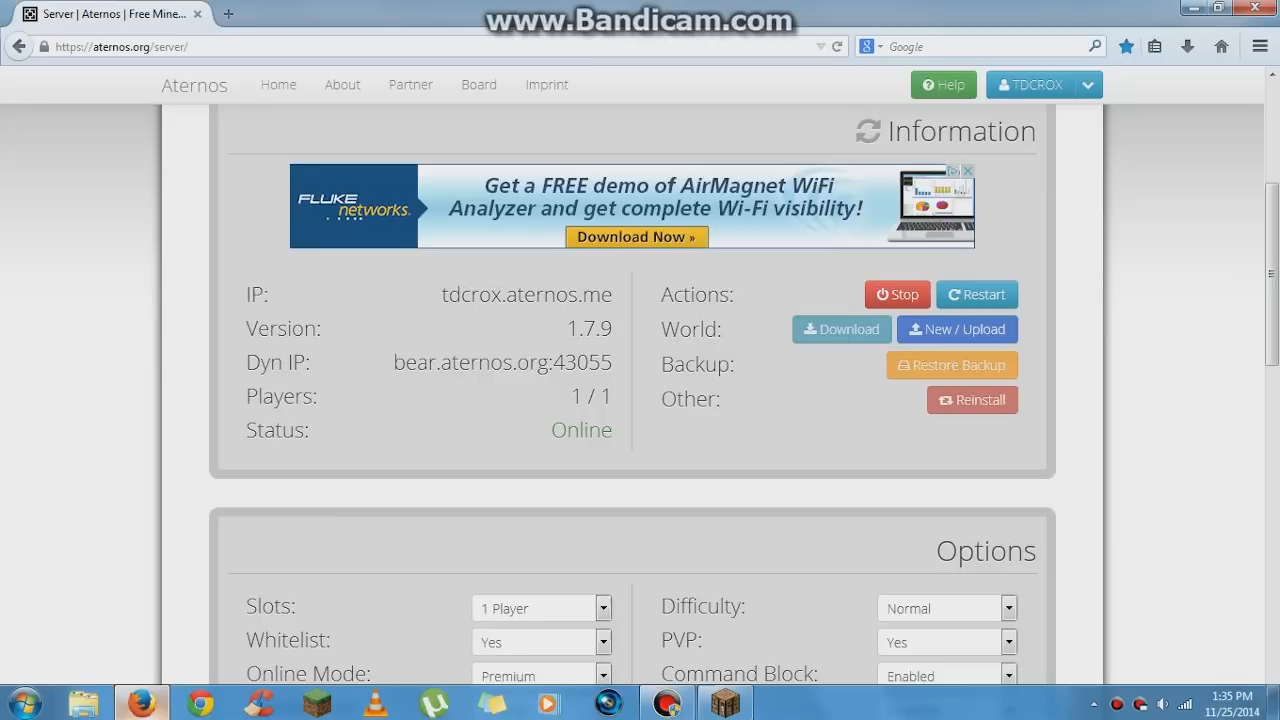 Server | Aternos | Free Mine...
www.Bandicam.com
https://aternos.org/server/
Google
Aternos Home About Partner Board Imprint Help TDCROX
Information
FLUKE networks.
Get a FREE demo of AirMagnet WiFi
Analyzer and get complete Wi-Fi visibility!
Download Now »
IP: tdcrox.aternos.me
Version: 1.7.9
Dyn IP: bear.aternos.org:43055
Players: 1 / 1
Status: Online
Actions: Stop Restart
World: Download New / Upload
Backup: Restore Backup
Other: Reinstall
Options
Slots: 1 Player
Whitelist: Yes
Online Mode: Premium
Difficulty: Normal
PVP: Yes
Command Block: Enabled
1:35 PM
11/25/2014